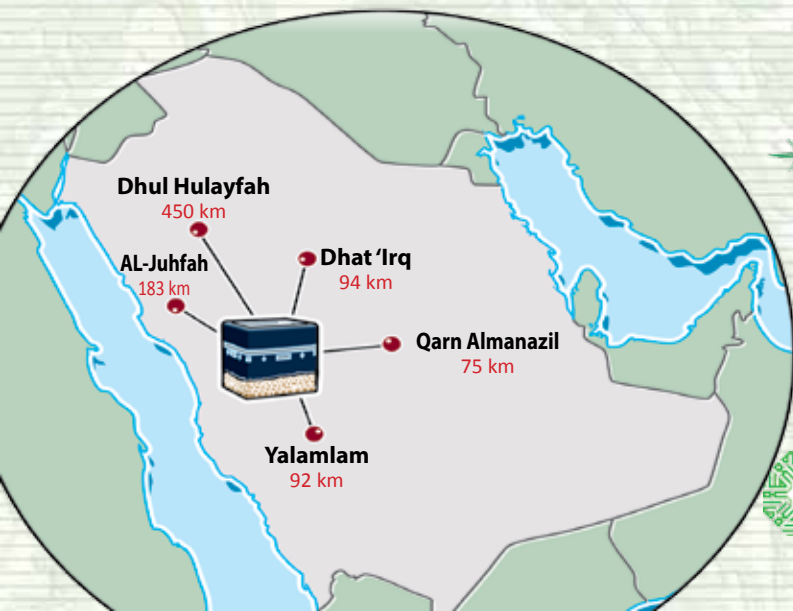 Dhul Hulayfah
450 km
AL-Juhfah
183 km
Dhat ‘Irq
94 km
Qarn Almanazil
75 km
Yalamlam
92 km